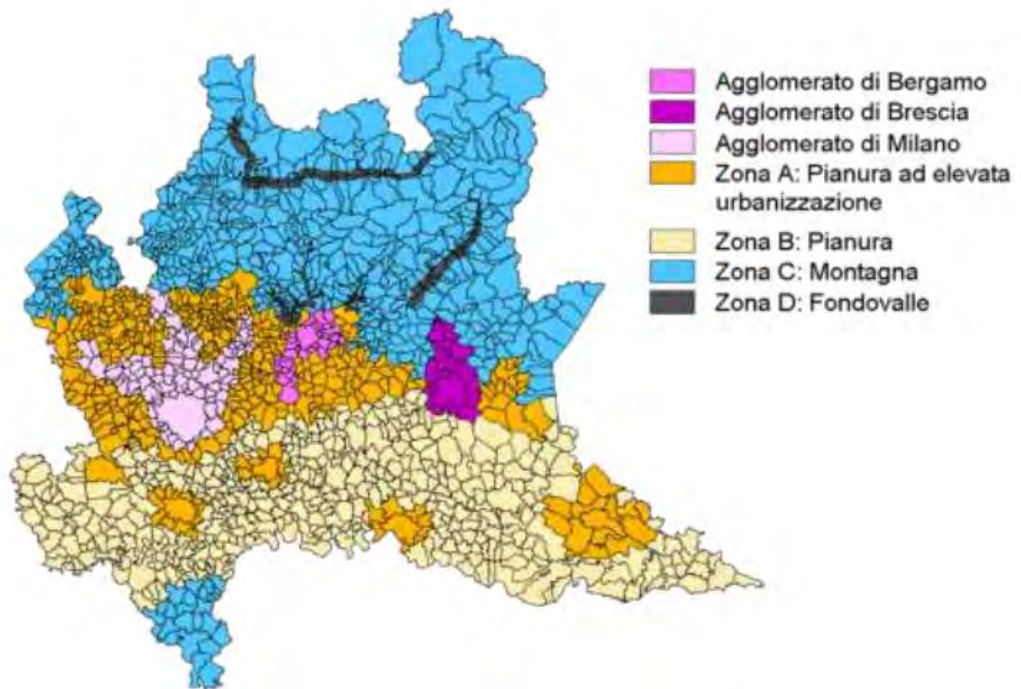 Agglomerato di Bergamo
Agglomerato di Brescia
Agglomerato di Milano
Zona A: Pianura ad elevata
urbanizzazione
Zona B: Pianura
Zona C: Montagna
Zona D: Fondovalle